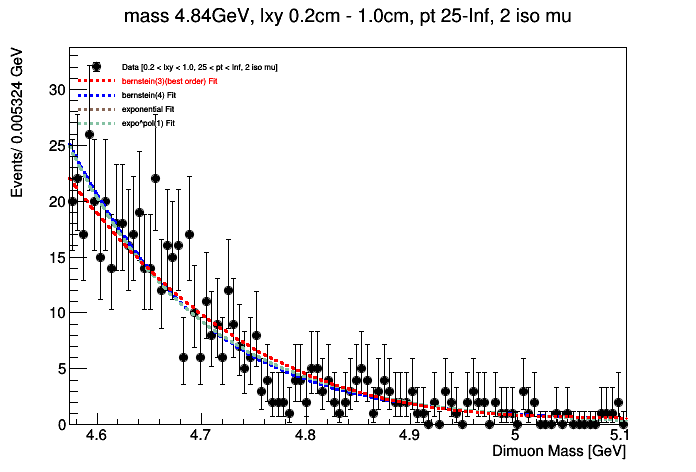 mass 4.84GeV, lxy 0.2cm - 1.0cm, pt 25-Inf, 2 iso mu
Events/ 0.005324 GeV
Data [0.2 < lxy < 1.0, 25 < pt < Inf, 2 iso mu]
bernstein(3)(best order) Fit
bernstein(4) Fit
exponential Fit
expo*pol(1) Fit
30
25
20
15
10
5
0
4.6 4.7 4.8 4.9 5 5.1
Dimuon Mass [GeV]